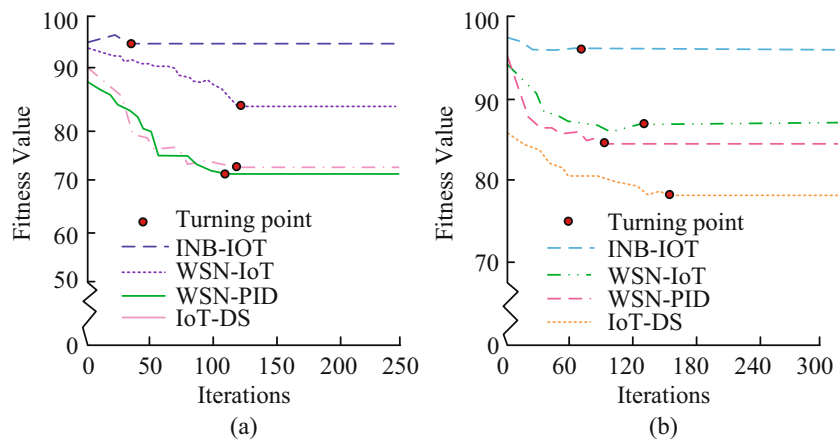 100
90
80
70
60
50
0
Fitness Value
Turning point
INB-IOT
WSN-IoT
WSN-PID
IoT-DS
0 50 100 150 200 250
Iterations
(a)
100
90
80
70
0
Fitness Value
Turning point
INB-IOT
WSN-IoT
WSN-PID
IoT-DS
0 60 120 180 240 300
Iterations
(b)